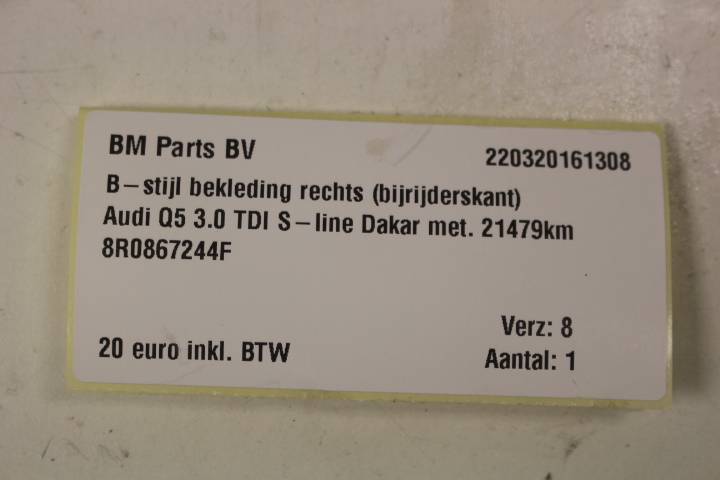 BM Parts BV 220320161308
B-stijl bekleding rechts (bijrijderskant)
Audi Q5 3.0 TDI S-line Dakar met. 21479km
8R0867244F
Verz: 8
20 euro inkl. BTW Aantal: 1